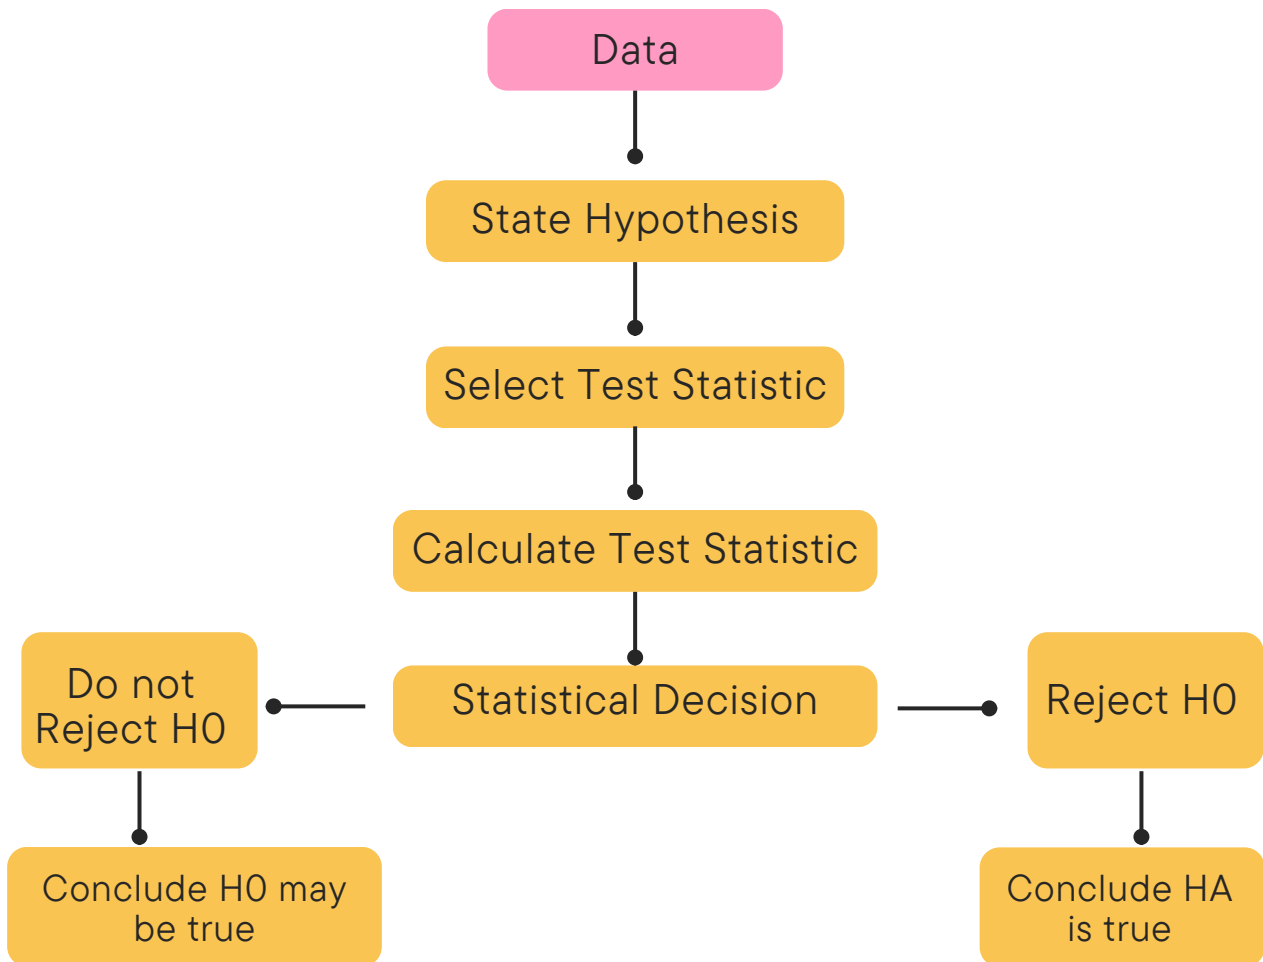 Data
State Hypothesis
Select Test Statistic
Calculate Test Statistic
Statistical Decision
Do not
Reject H0
Reject H0
Conclude H0 may
be true
Conclude HA
is true